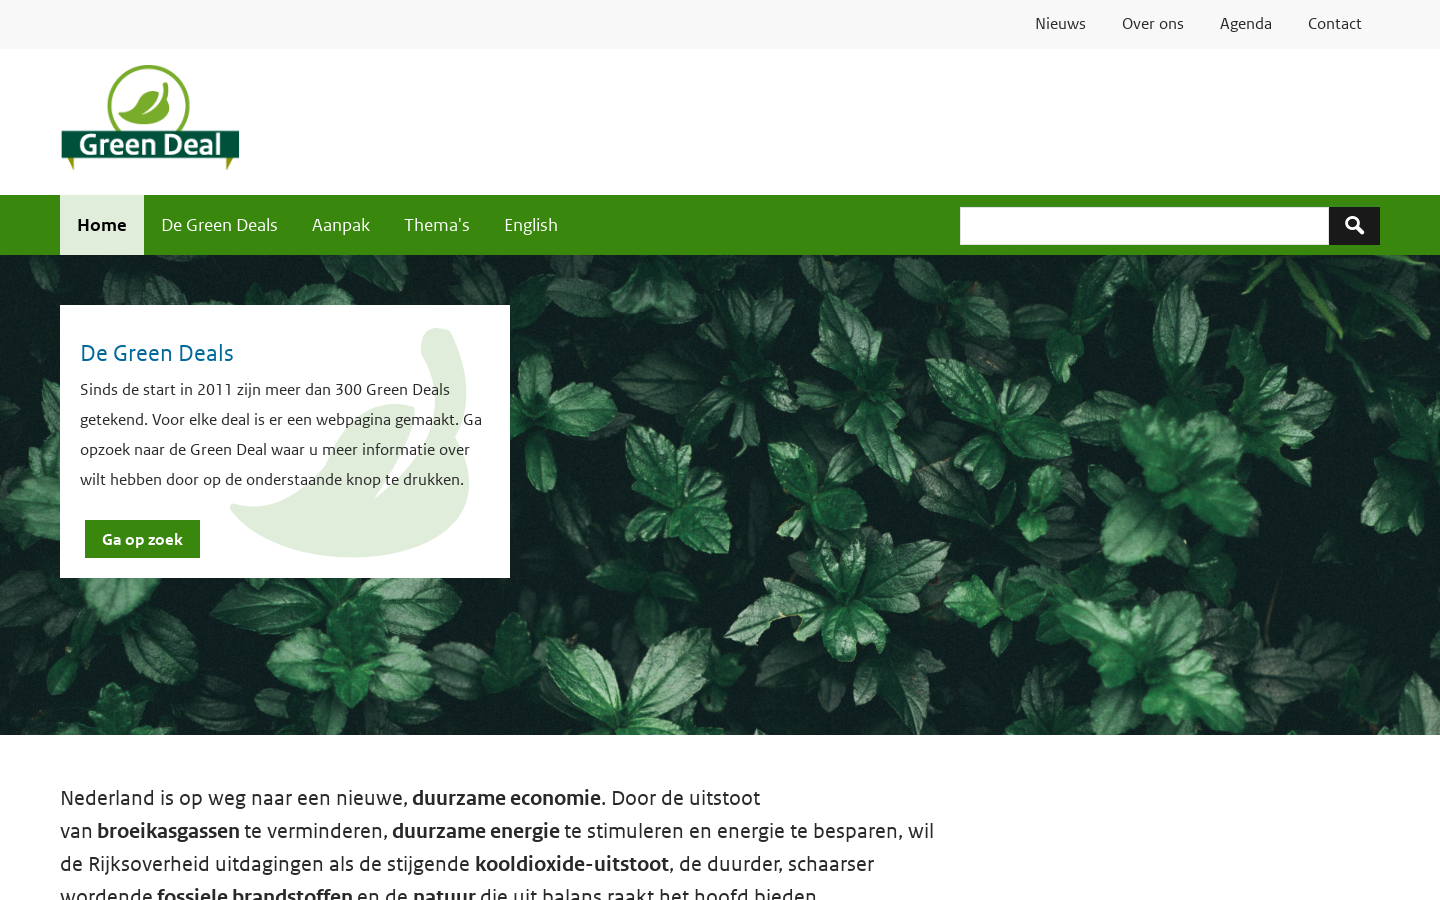 Nieuws
Over ons
Agenda
Contact
Green Deal
Home
De Green Deals
Aanpak
Thema's
English
De Green Deals
Sinds de start in 2011 zijn meer dan 300 Green Deals
getekend. Voor elke deal is er een webpagina gemaakt. Ga
opzoek naar de Green Deal waar u meer informatie over
wilt hebben door op de onderstaande knop te drukken.
Ga op zoek
Nederland is op weg naar een nieuwe, duurzame economie. Door de uitstoot
van broeikasgassen te verminderen, duurzame energie te stimuleren en energie te besparen, wil
de Rijksoverheid uitdagingen als de stijgende kooldioxide-uitstoot, de duurder, schaarser
wordende fossiele brandstoffen en de natuur die uit balans raakt het hoofd bieden.